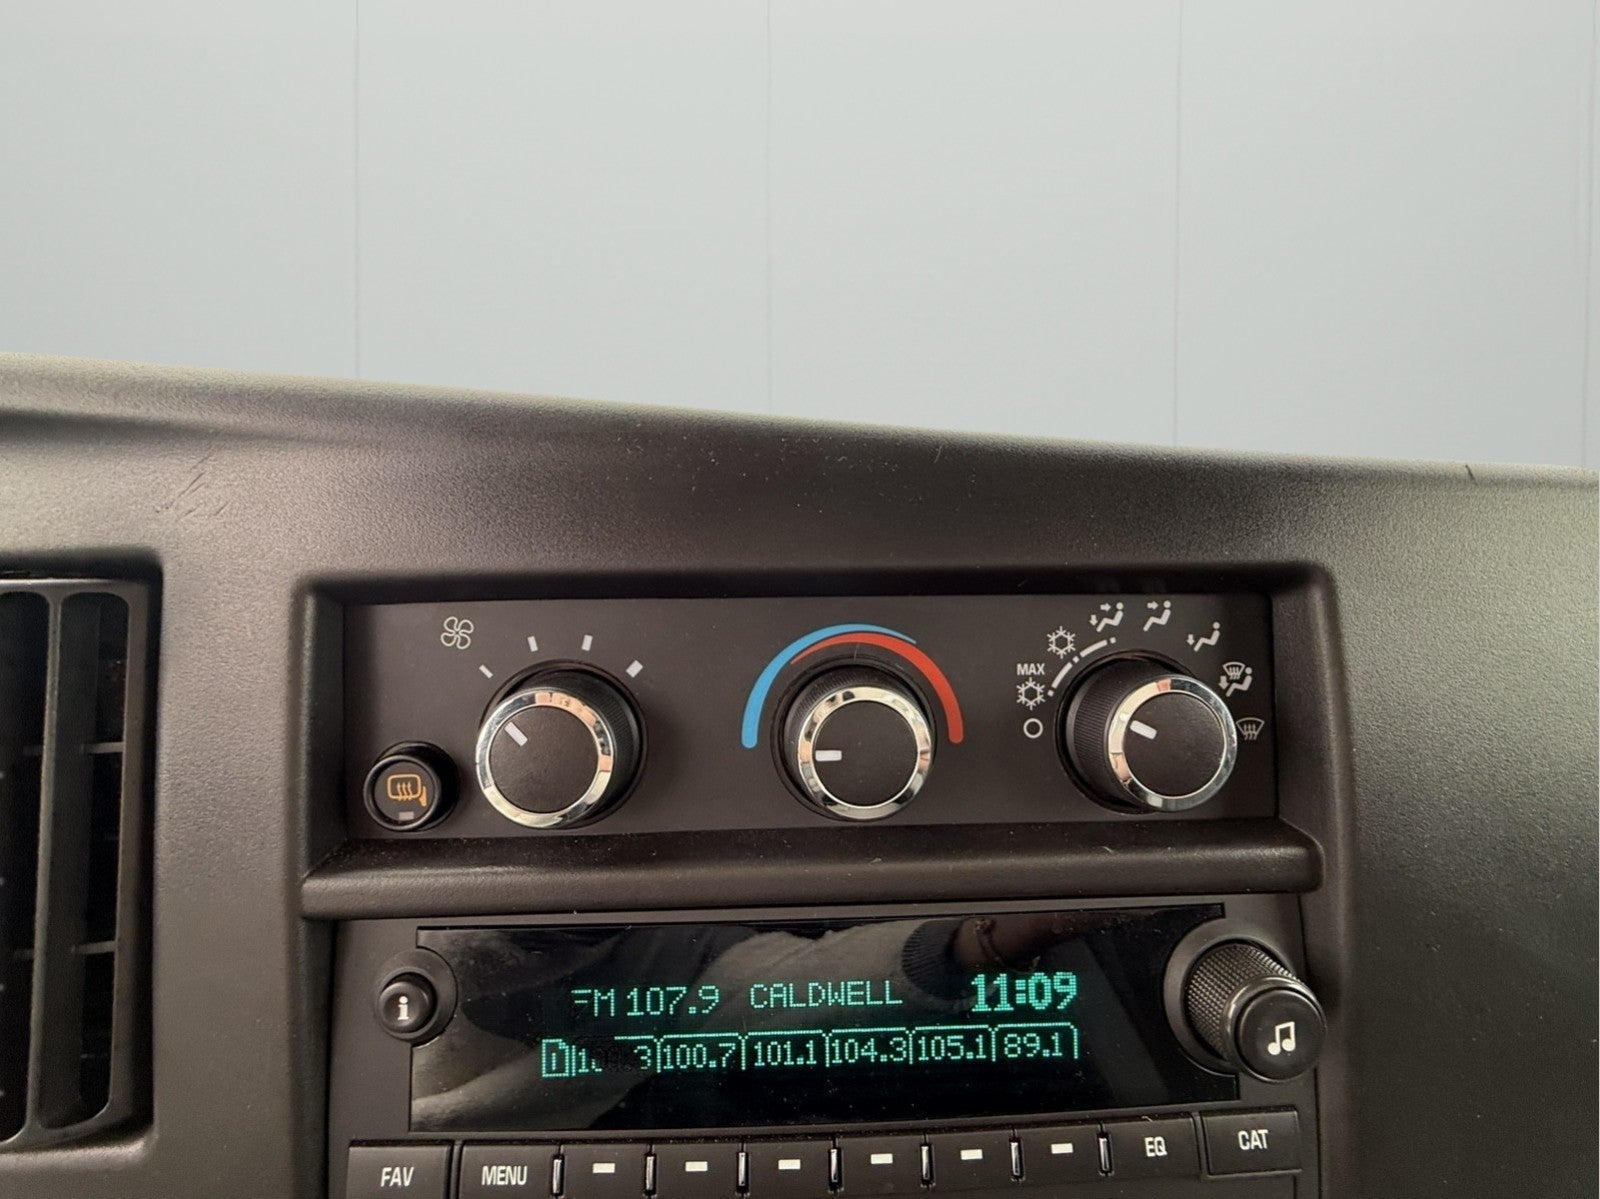 MAX
i
FM 107.9 CALDWELL 11:09
100.7 101.1 104.3 105.1 89.1
FAV MENU EQ CAT